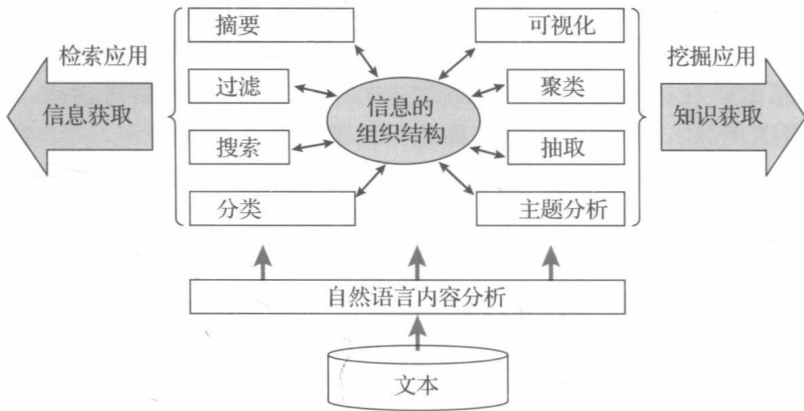 摘要
可视化
检索应用
挖掘应用
过滤
聚类
信息获取
信息的
组织结构
知识获取
搜索
抽取
分类
主题分析
自然语言内容分析
文本